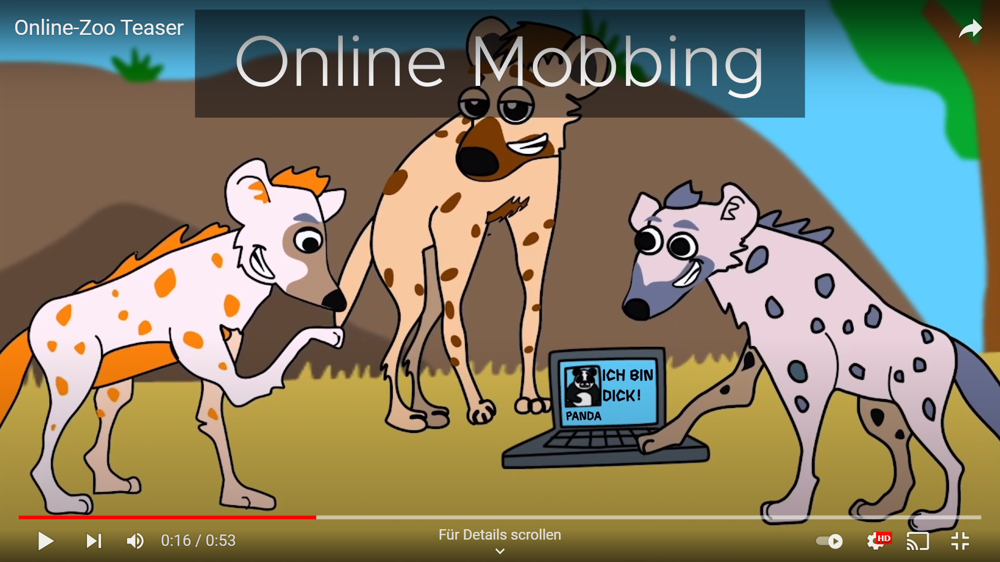 Online-Zoo Teaser
Online Mobbing
ICH BIN
DICK!
PANDA
0:16 / 0:53
Für Details scrollen
HD